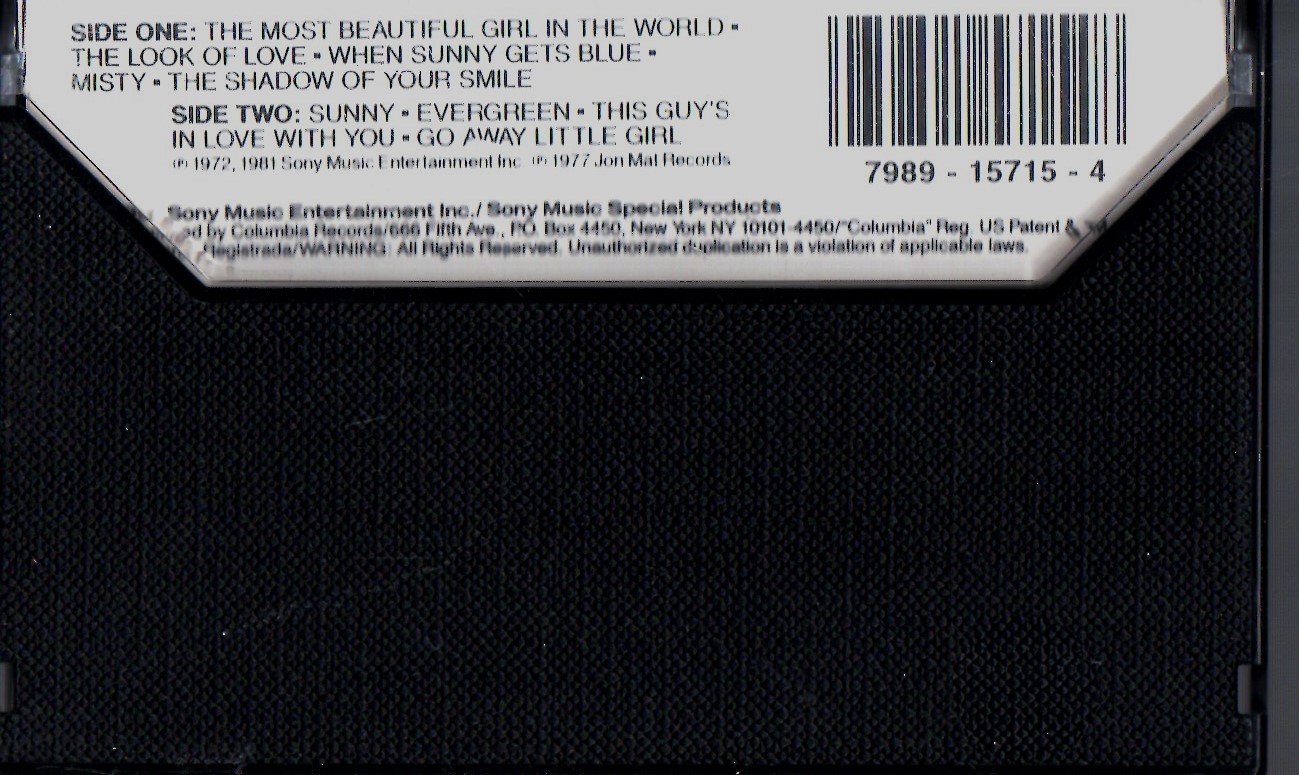 SIDE ONE: THE MOST BEAUTIFUL GIRL IN THE WORLD ▪
THE LOOK OF LOVE ▪ WHEN SUNNY GETS BLUE ▪
MISTY ▪ THE SHADOW OF YOUR SMILE
SIDE TWO: SUNNY ▪ EVERGREEN ▪ THIS GUY'S
IN LOVE WITH YOU ▪ GO AWAY LITTLE GIRL
℗ 1972, 1981 Sony Music Entertainment Inc ℗ 1977 Jon Mat Records
7989 - 15715 - 4
Sony Music Entertainment Inc./ Sony Music Special Products
by Columbia Records/666 Fifth Ave., P.O. Box 4450, New York NY 10101-4450/"Columbia" Reg. US Patent &
Registrada/WARNING: All Rights Reserved. Unauthorized duplication is a violation of applicable laws.